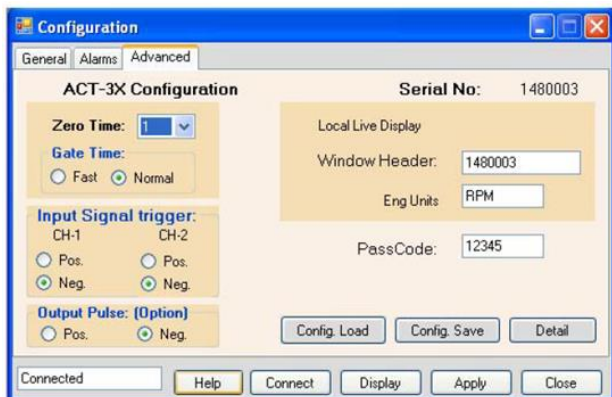 Configuration
General Alarms Advanced
ACT-3X Configuration
Serial No: 1480003
Zero Time: 1
Gate Time:
Fast Normal
Local Live Display
Window Header: 1480003
Eng Units RPM
Input Signal trigger:
CH-1 CH-2
Pos. Pos.
Neg. Neg.
PassCode: 12345
Output Pulse: (Option)
Pos. Neg.
Config. Load Config. Save Detail
Connected Help Connect Display Apply Close